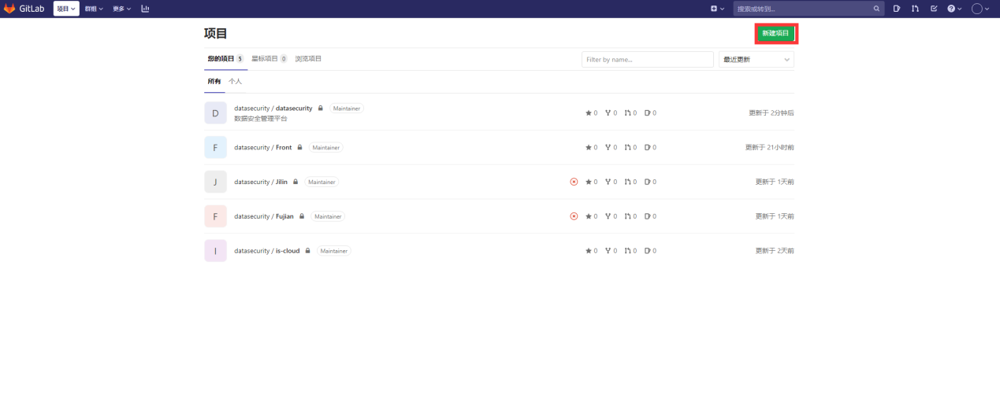 GitLab 项目 群组 更多 搜索或转到...
项目 新建项目
您的项目 5 星标项目 0 浏览项目 Filter by name... 最近更新
所有 个人
D datasecurity / datasecurity Maintainer 0 0 0 0 更新于 2分钟后
数据安全管理平台
F datasecurity / Front Maintainer 0 0 0 0 更新于 21小时前
J datasecurity / Jilin Maintainer 0 0 0 0 更新于 1天前
F datasecurity / Fujian Maintainer 0 0 0 0 更新于 1天前
I datasecurity / is-cloud Maintainer 0 0 0 0 更新于 2天前